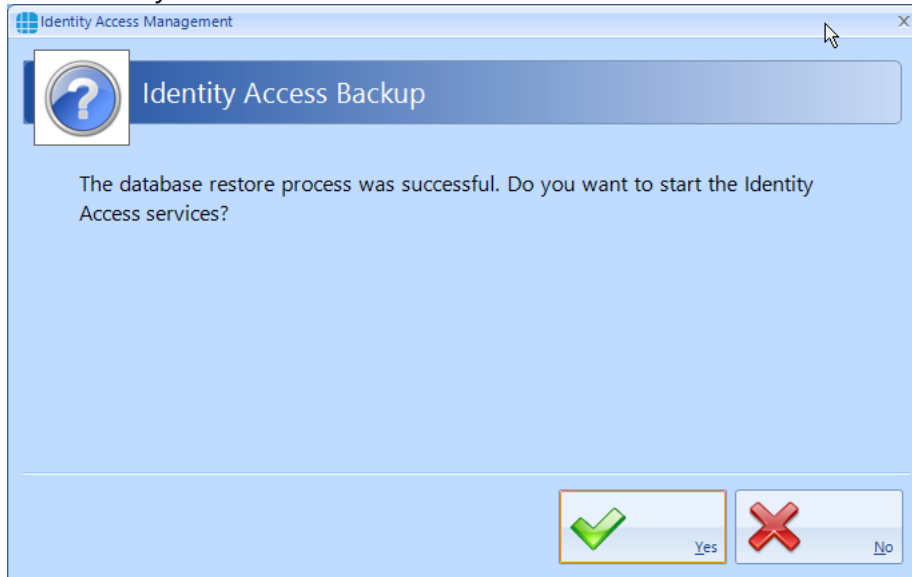 Identity Access Management
Identity Access Backup
The database restore process was successful. Do you want to start the Identity
Access services?
Yes
No